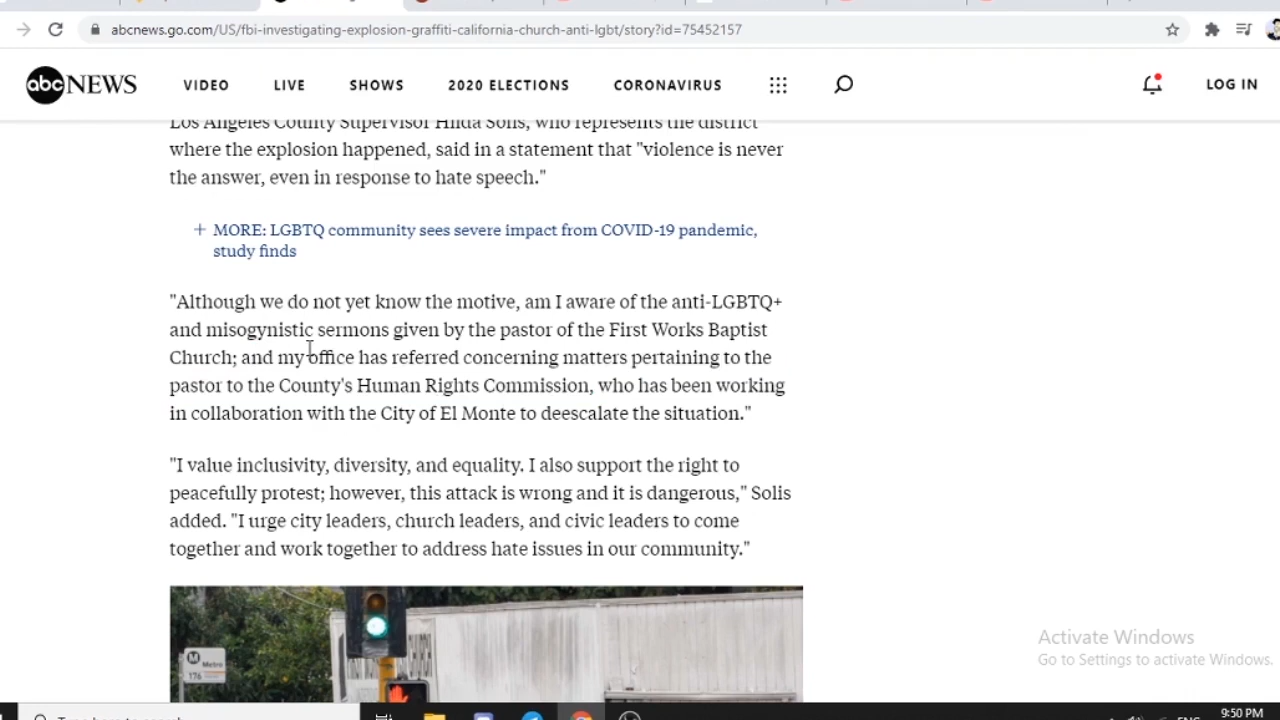 abcnews.go.com/US/fbi-investigating-explosion-graffiti-california-church-anti-lgbt/story?id=75452157
abc NEWS VIDEO LIVE SHOWS 2020 ELECTIONS CORONAVIRUS LOG IN
Los Angeles County Supervisor Hilda Solis, who represents the district
where the explosion happened, said in a statement that "violence is never
the answer, even in response to hate speech."
+ MORE: LGBTQ community sees severe impact from COVID-19 pandemic,
study finds
"Although we do not yet know the motive, am I aware of the anti-LGBTQ+
and misogynistic sermons given by the pastor of the First Works Baptist
Church; and my office has referred concerning matters pertaining to the
pastor to the County's Human Rights Commission, who has been working
in collaboration with the City of El Monte to deescalate the situation."
"I value inclusivity, diversity, and equality. I also support the right to
peacefully protest; however, this attack is wrong and it is dangerous," Solis
added. "I urge city leaders, church leaders, and civic leaders to come
together and work together to address hate issues in our community."
M Metro
176
Activate Windows
Go to Settings to activate Windows.
Type here to search
ENG
9:50 PM